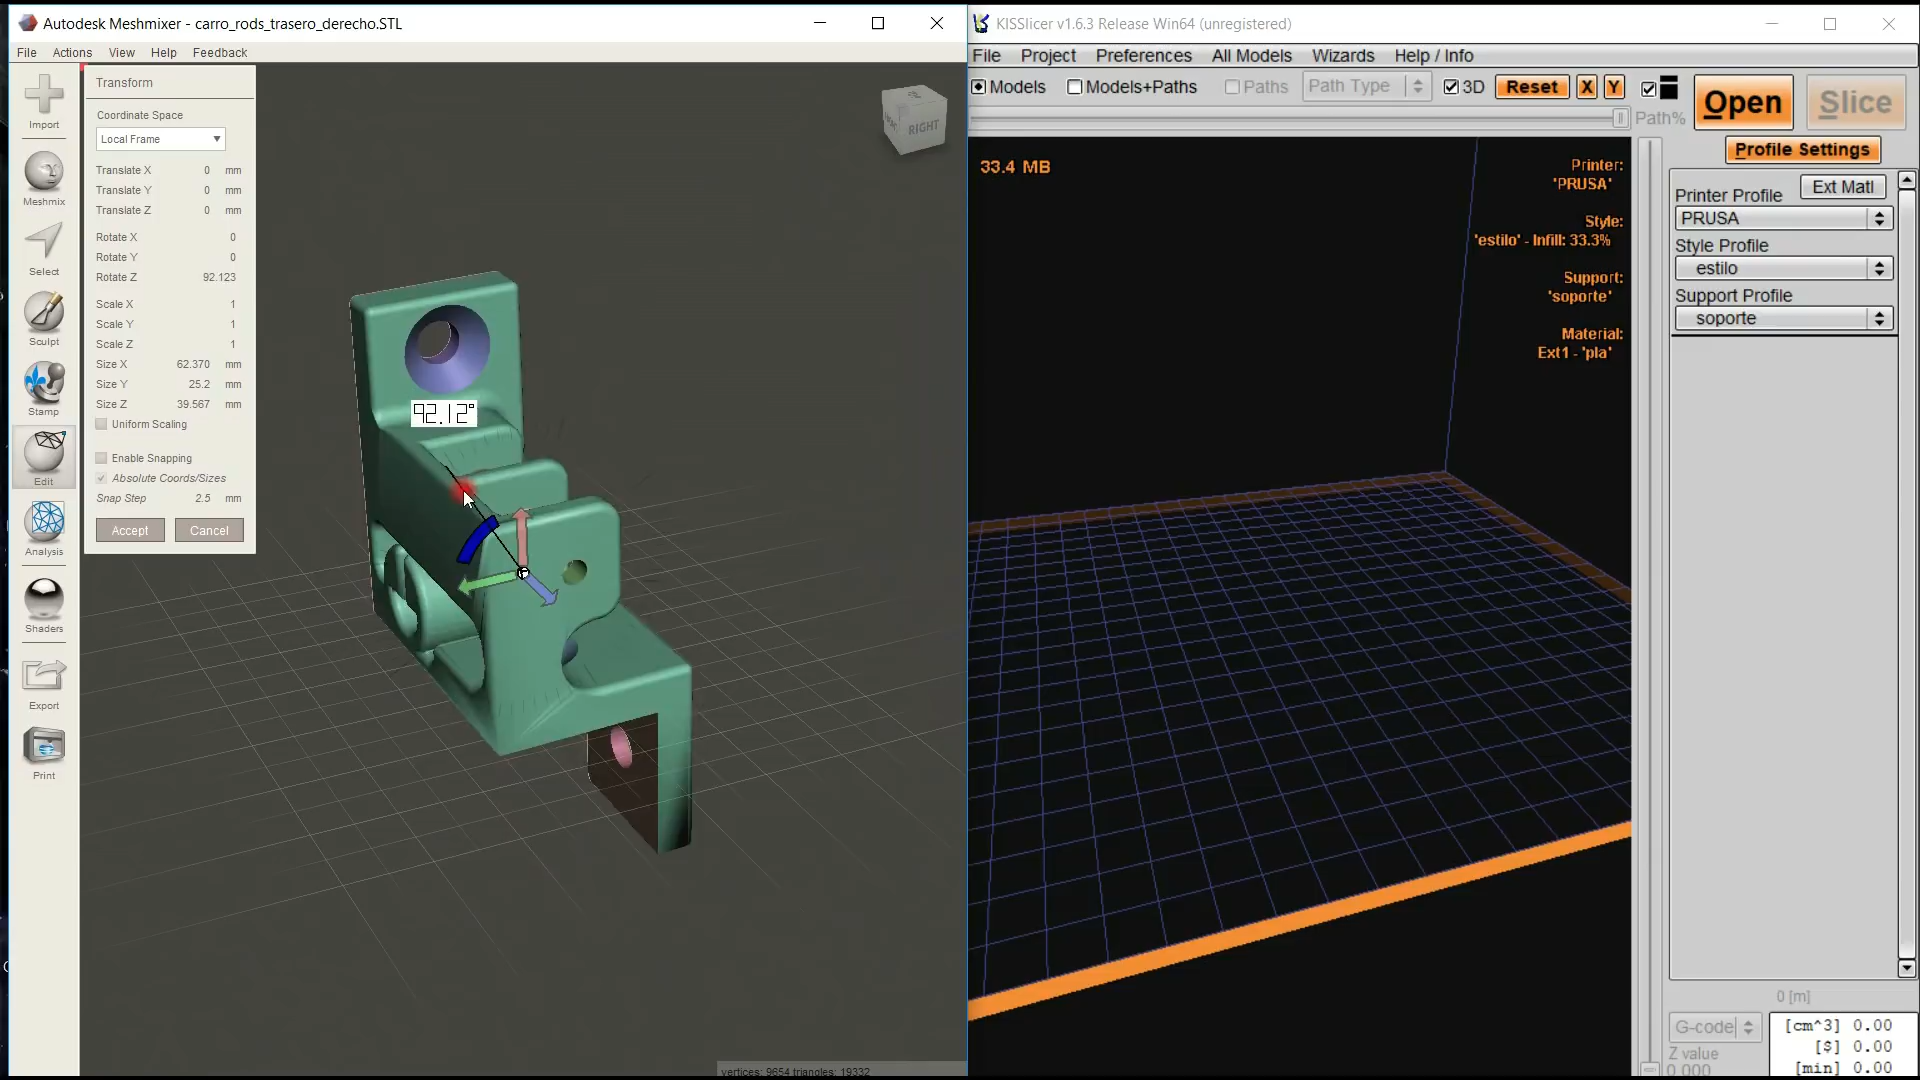 Autodesk Meshmixer - carro_rods_trasero_derecho.STL
File Actions View Help Feedback
Import
Meshmix
Select
Sculpt
Stamp
Edit
Analysis
Shaders
Export
Print
Transform
Coordinate Space
Local Frame
Translate X 0 mm
Translate Y 0 mm
Translate Z 0 mm
Rotate X 0
Rotate Y 0
Rotate Z 92.123
Scale X 1
Scale Y 1
Scale Z 1
Size X 62.370 mm
Size Y 25.2 mm
Size Z 39.567 mm
Uniform Scaling
Enable Snapping
Absolute Coords/Sizes
Snap Step 2.5 mm
Accept Cancel
RIGHT
92.12°
vertices: 9654 triangles: 19332
KISSlicer v1.6.3 Release Win64 (unregistered)
File Project Preferences All Models Wizards Help / Info
Models Models+Paths Paths Path Type 3D Reset X Y
Path%
Open Slice
Profile Settings
33.4 MB
Printer:
'PRUSA'
Style:
'estilo' - Infill: 33.3%
Support:
'soporte'
Material:
Ext1 - 'pla'
Printer Profile Ext Matl
PRUSA
Style Profile
estilo
Support Profile
soporte
0 [m]
G-code
Z value
0.000
[cm^3] 0.00
[$] 0.00
[min] 0.00